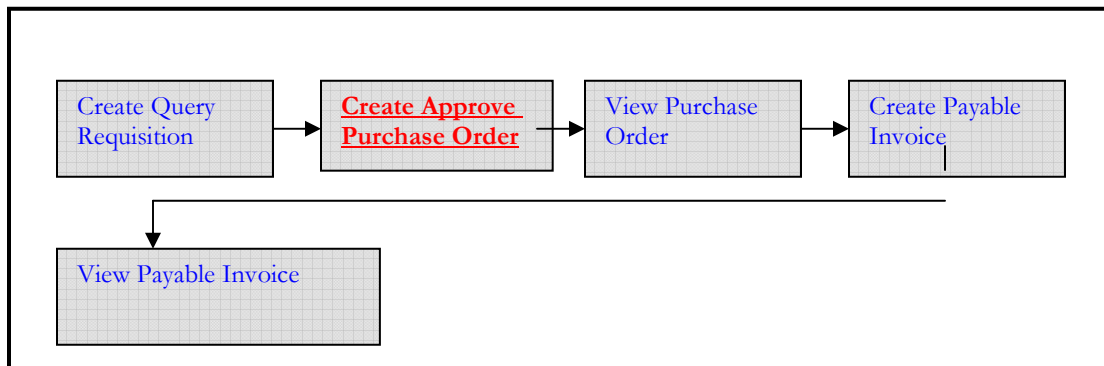 Create Query
Requisition
Create Approve
Purchase Order
View Purchase
Order
Create Payable
Invoice
View Payable Invoice